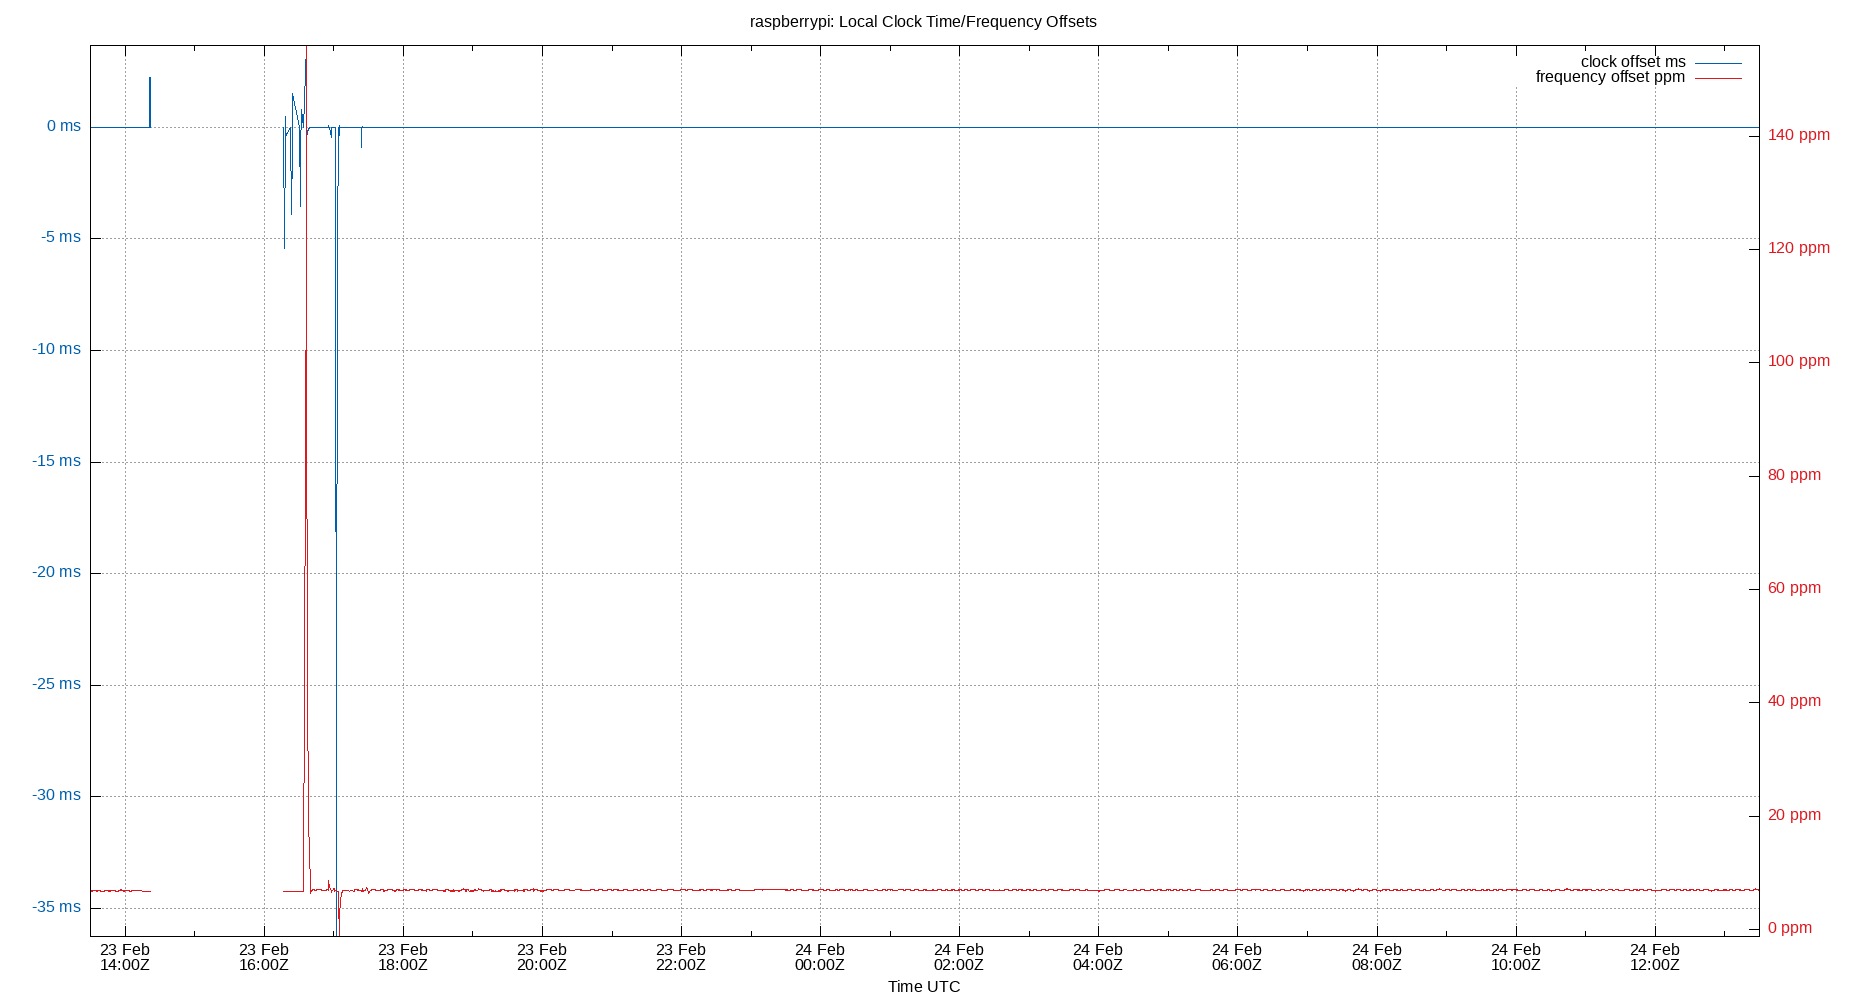 raspberrypi: Local Clock Time/Frequency Offsets
clock offset ms
frequency offset ppm
0 ms
-5 ms
-10 ms
-15 ms
-20 ms
-25 ms
-30 ms
-35 ms
140 ppm
120 ppm
100 ppm
80 ppm
60 ppm
40 ppm
20 ppm
0 ppm
23 Feb 23 Feb 23 Feb 23 Feb 23 Feb 24 Feb 24 Feb 24 Feb 24 Feb 24 Feb 24 Feb 24 Feb
14:00Z 16:00Z 18:00Z 20:00Z 22:00Z 00:00Z 02:00Z 04:00Z 06:00Z 08:00Z 10:00Z 12:00Z
Time UTC